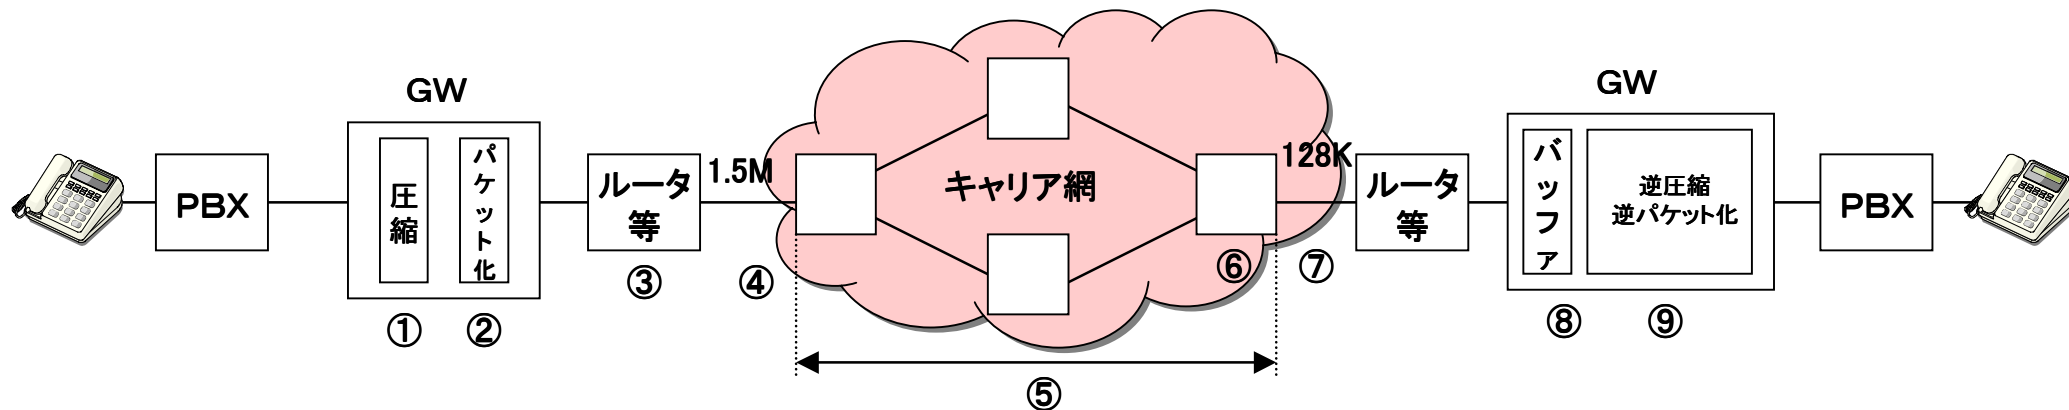 GW
PBX
圧縮
パケット化
ルータ等
1.5M
キャリア網
128K
ルータ等
GW
バッファ
逆圧縮
逆パケット化
PBX
①
②
③
④
⑤
⑥
⑦
⑧
⑨